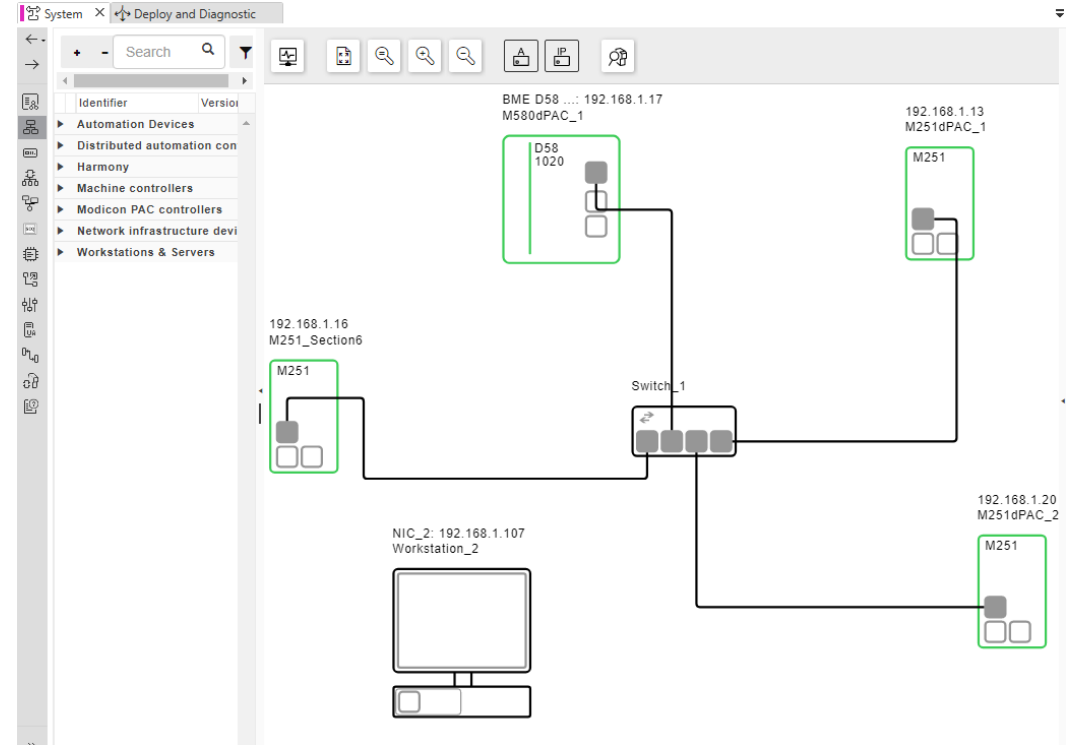 System
Deploy and Diagnostic
+ - Search
Identifier Version
Automation Devices
Distributed automation con
Harmony
Machine controllers
Modicon PAC controllers
Network infrastructure devi
Workstations & Servers
A IP
BME D58 ...: 192.168.1.17
M580dPAC_1
D58
1020
192.168.1.13
M251dPAC_1
M251
192.168.1.16
M251_Section6
M251
Switch_1
NIC_2: 192.168.1.107
Workstation_2
192.168.1.20
M251dPAC_2
M251